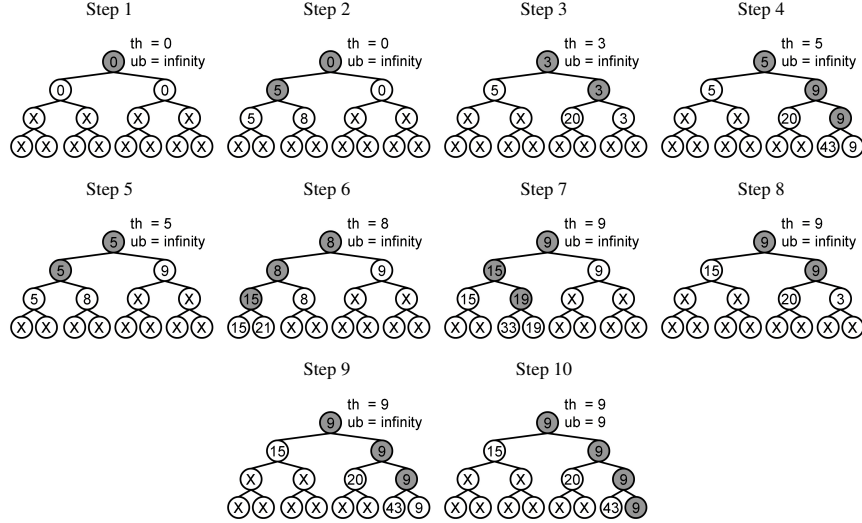 Step 1
th = 0
ub = infinity
0
0 0
X X X X
X X X X X X X X
Step 2
th = 0
ub = infinity
0
5 0
5 8 X X
X X X X X X X X
Step 3
th = 3
ub = infinity
3
5 3
X X 20 3
X X X X X X X X
Step 4
th = 5
ub = infinity
5
5 9
X X 20 9
X X X X X X 43 9
Step 5
th = 5
ub = infinity
5
5 9
5 8 X X
X X X X X X X X
Step 6
th = 8
ub = infinity
8
8 9
15 8 X X
15 21 X X X X X X
Step 7
th = 9
ub = infinity
9
15 9
15 19 X X
X X 33 19 X X X X
Step 8
th = 9
ub = infinity
9
15 9
X X 20 3
X X X X X X X X
Step 9
th = 9
ub = infinity
9
15 9
X X 20 9
X X X X X X 43 9
Step 10
th = 9
ub = 9
9
15 9
X X 20 9
X X X X X X 43 9